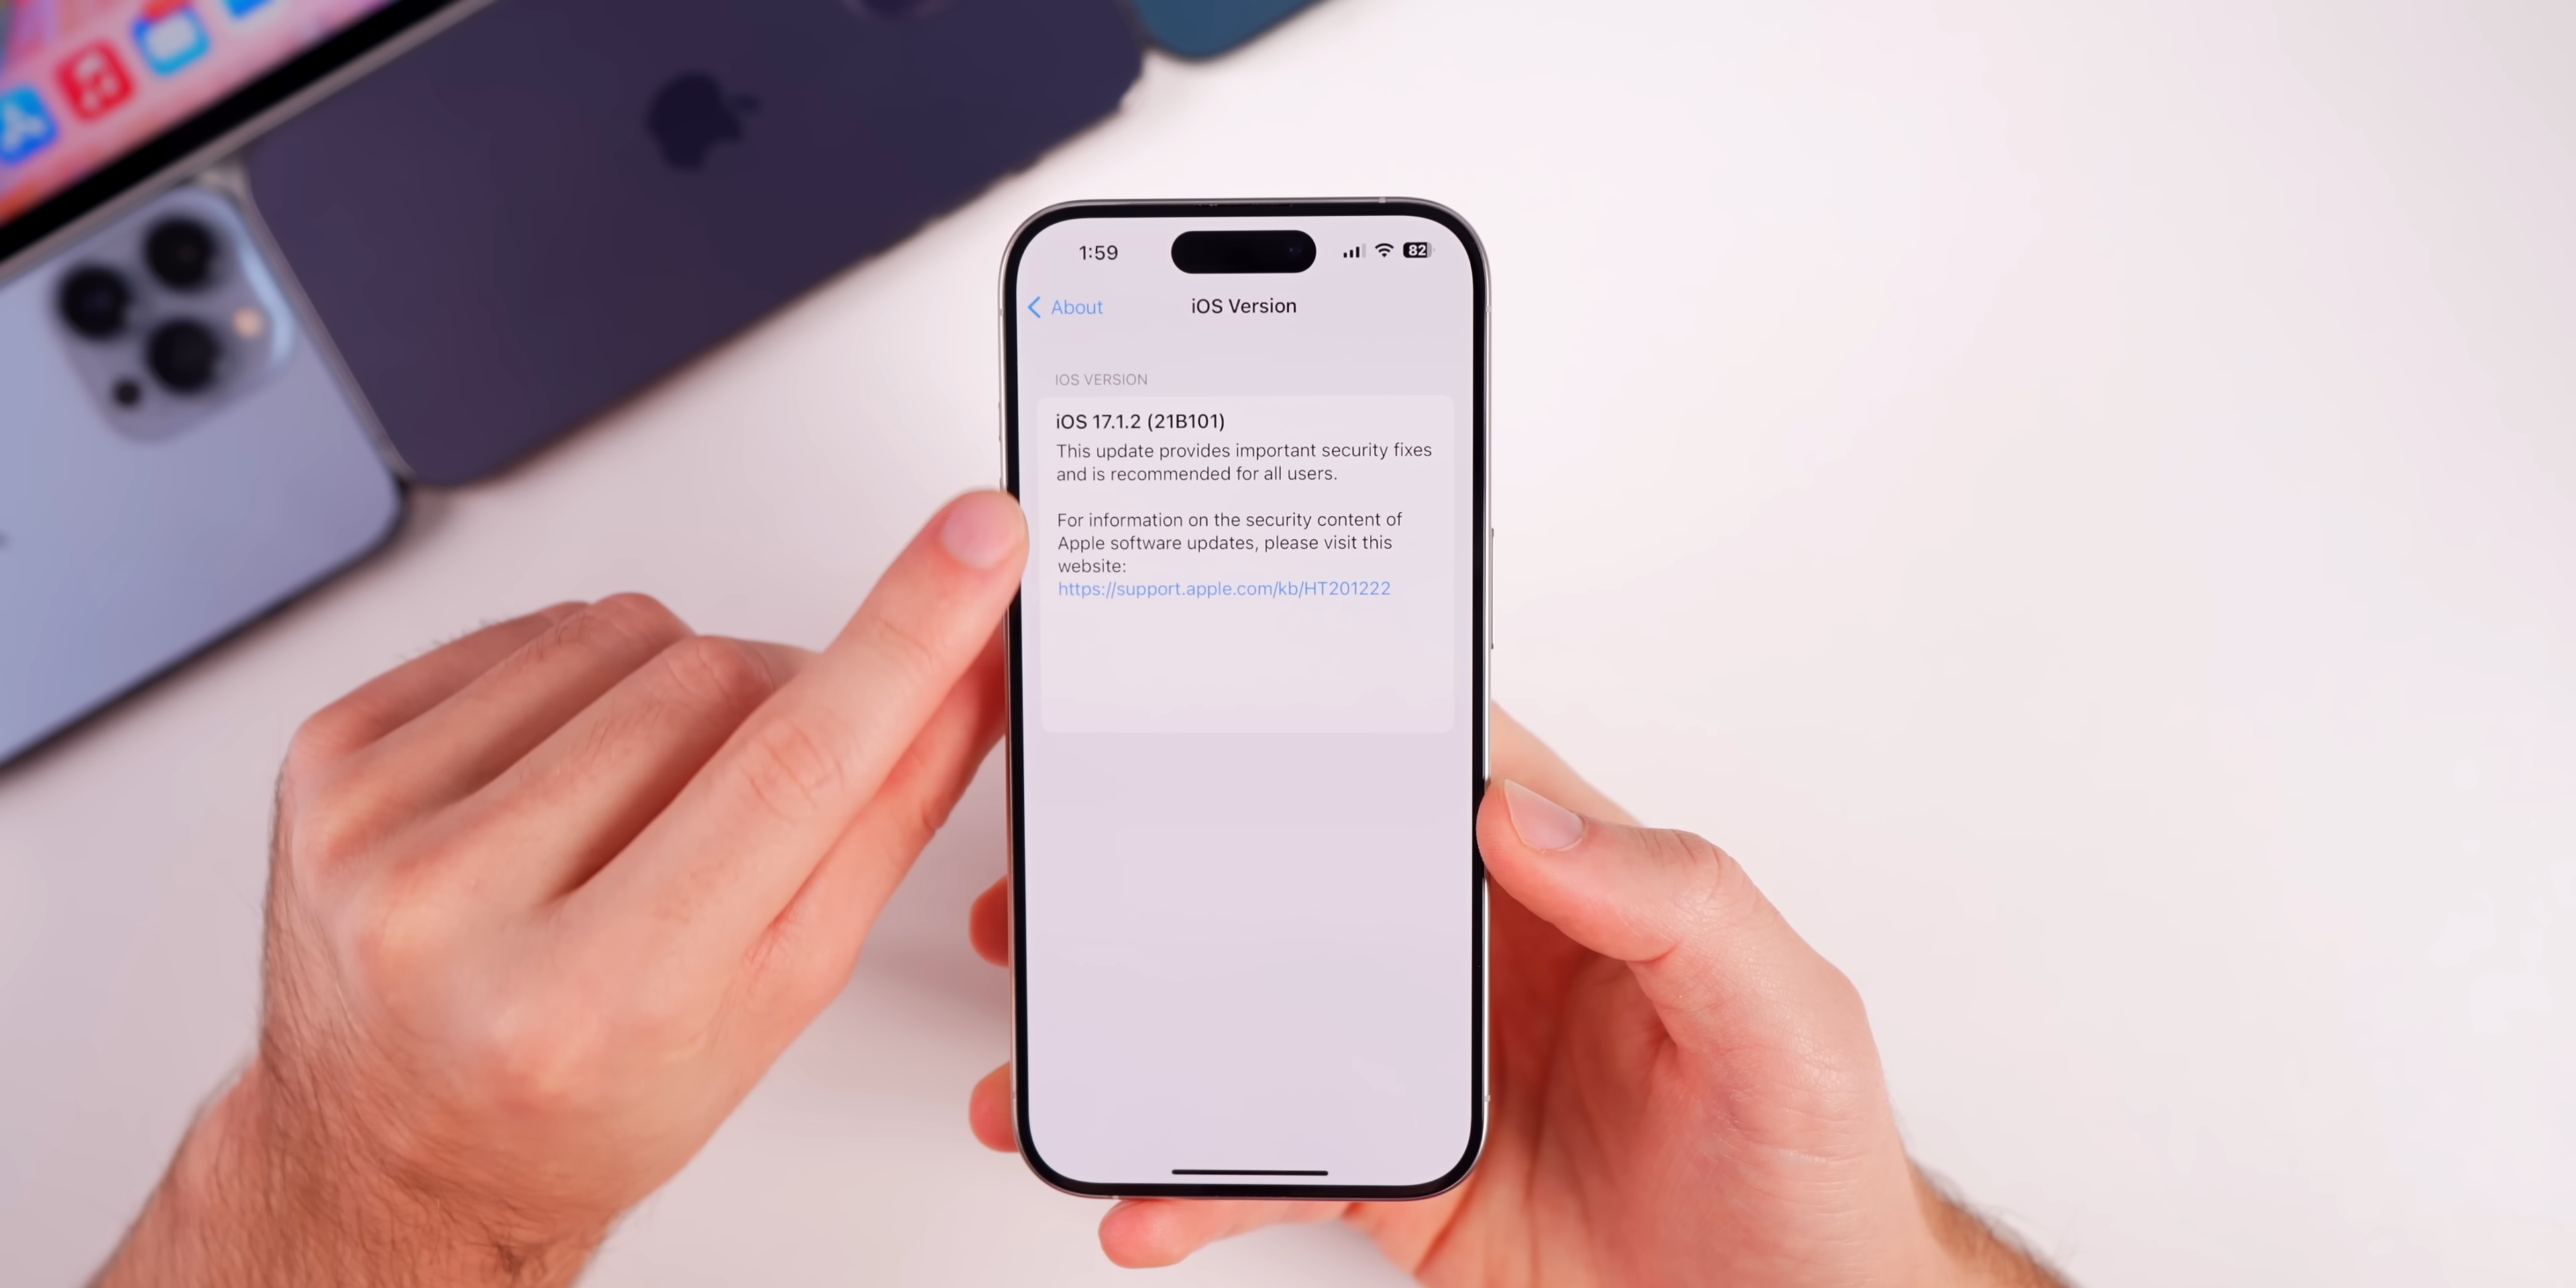 1:59
82
About
iOS Version
IOS VERSION
iOS 17.1.2 (21B101)
This update provides important security fixes
and is recommended for all users.
For information on the security content of
Apple software updates, please visit this
website:
https://support.apple.com/kb/HT201222